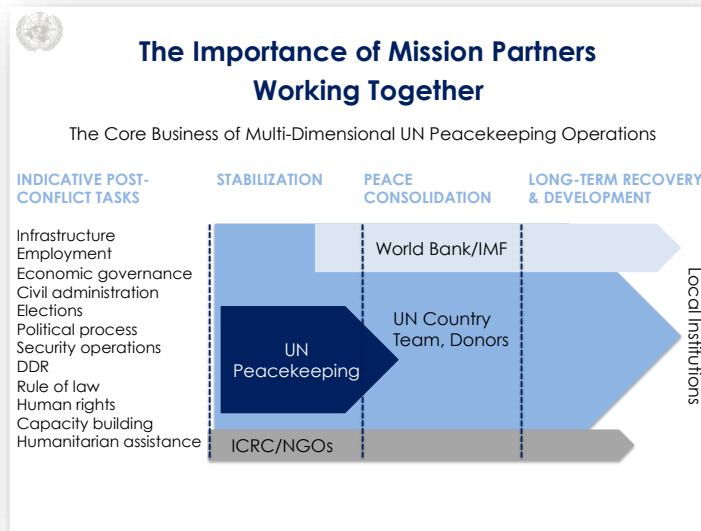 The Importance of Mission Partners
Working Together
The Core Business of Multi-Dimensional UN Peacekeeping Operations
INDICATIVE POST-
CONFLICT TASKS
STABILIZATION
PEACE
CONSOLIDATION
LONG-TERM RECOVERY
& DEVELOPMENT
Infrastructure
Employment
Economic governance
Civil administration
Elections
Political process
Security operations
DDR
Rule of law
Human rights
Capacity building
Humanitarian assistance
World Bank/IMF
UN Country
Team, Donors
UN
Peacekeeping
ICRC/NGOs
Local Institutions